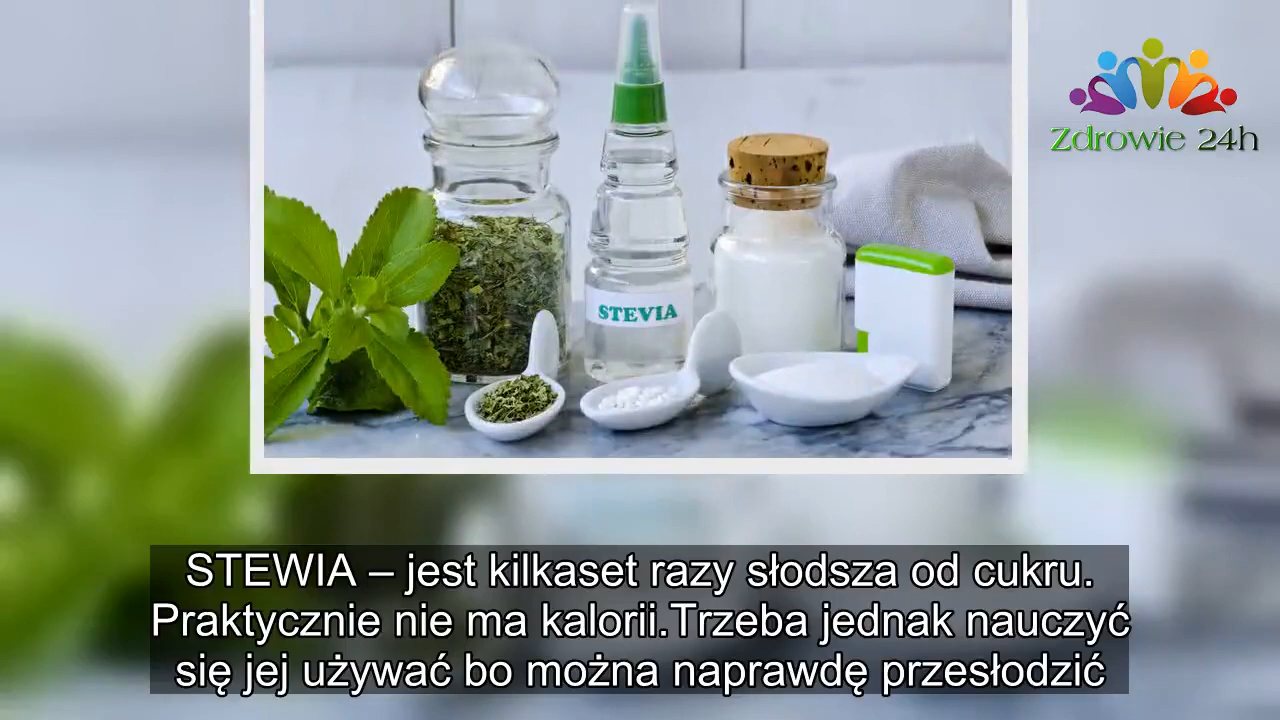 Zdrowie 24h
STEVIA
STEWIA – jest kilkaset razy słodsza od cukru.
Praktycznie nie ma kalorii.Trzeba jednak nauczyć
się jej używać bo można naprawdę przesłodzić